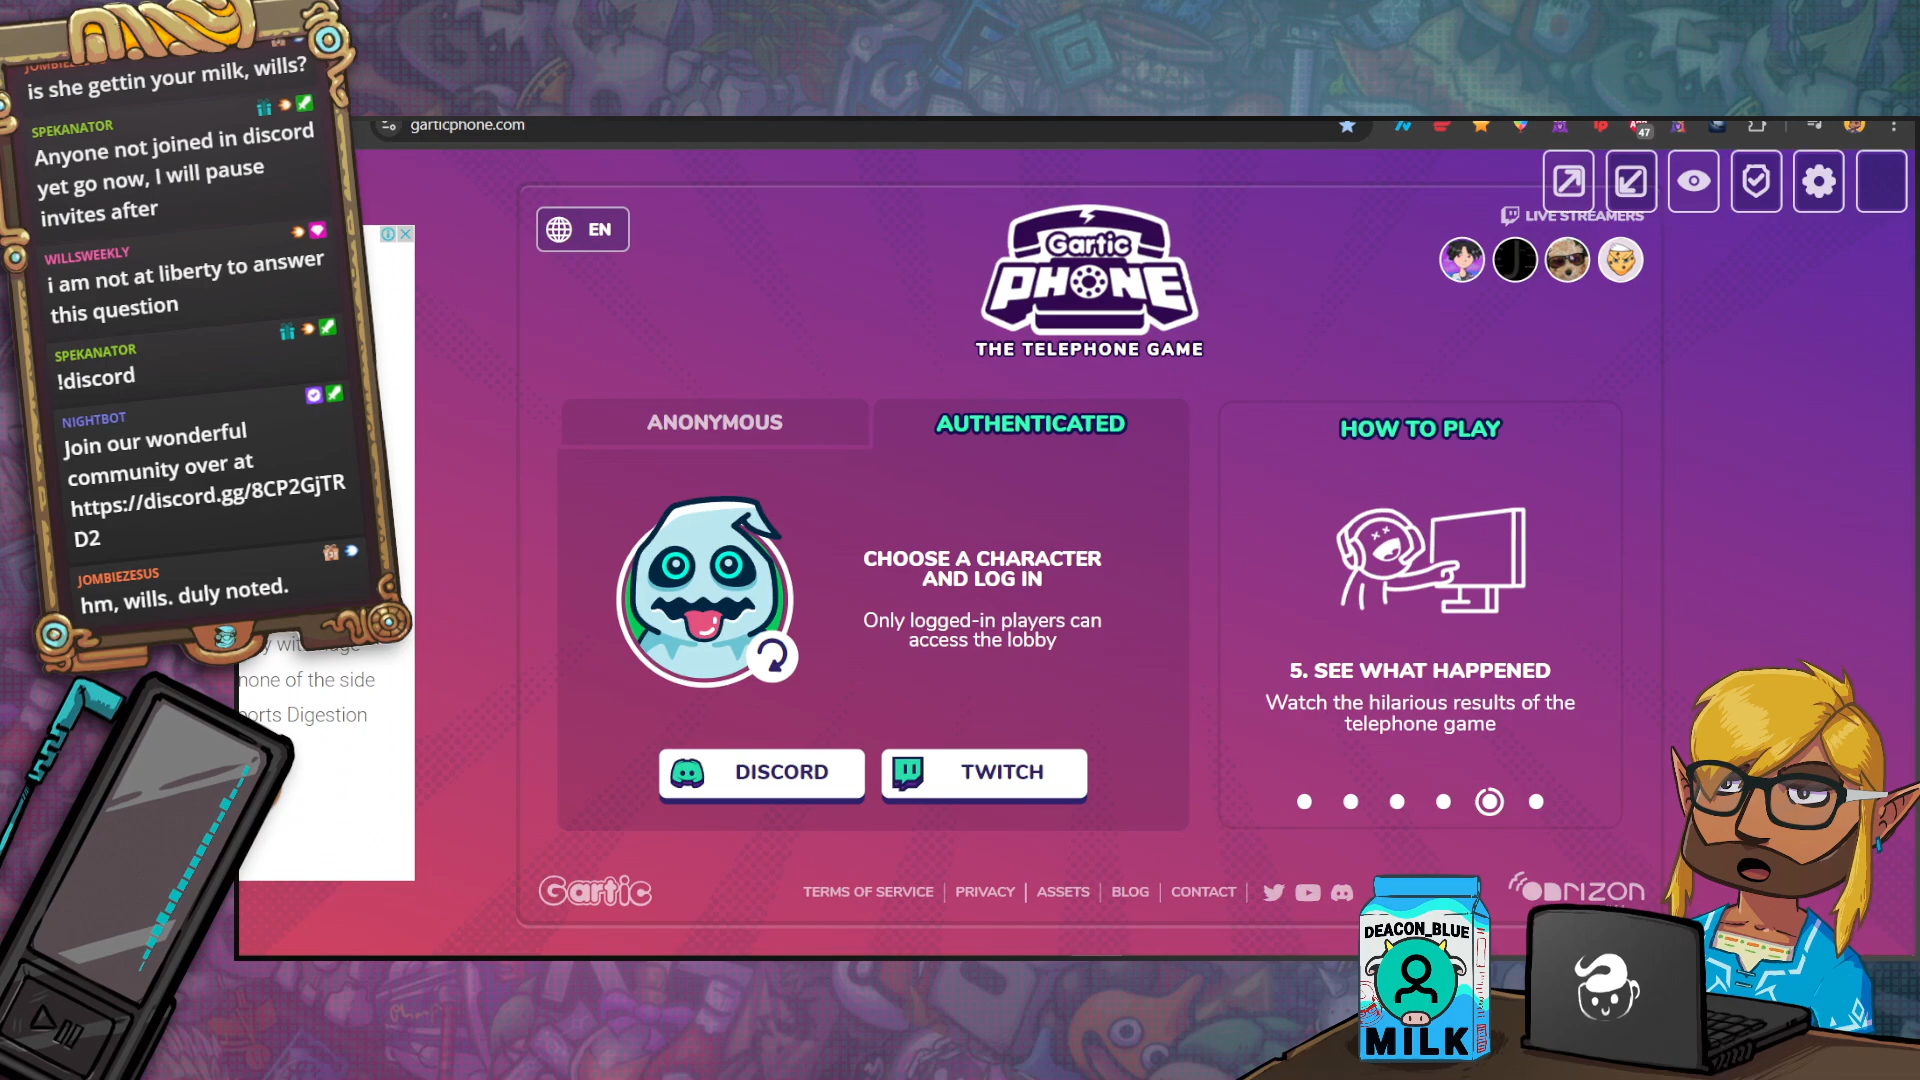 JOMBIEZESUS
is she gettin your milk, wills?
SPEKANATOR
Anyone not joined in discord
yet go now, I will pause
invites after
WILLSWEEKLY
i am not at liberty to answer
this question
SPEKANATOR
!discord
NIGHTBOT
Join our wonderful
community over at
https://discord.gg/8CP2GjTR
D2
JOMBIEZESUS
hm, wills. duly noted.
none of the side
ports Digestion
garticphone.com
47
EN
Gartic
PHONE
THE TELEPHONE GAME
LIVE STREAMERS
ANONYMOUS
AUTHENTICATED
CHOOSE A CHARACTER
AND LOG IN
Only logged-in players can
access the lobby
DISCORD
TWITCH
HOW TO PLAY
5. SEE WHAT HAPPENED
Watch the hilarious results of the
telephone game
Gartic
TERMS OF SERVICE | PRIVACY | ASSETS | BLOG | CONTACT |
ONRIZON
DEACON_BLUE
MILK